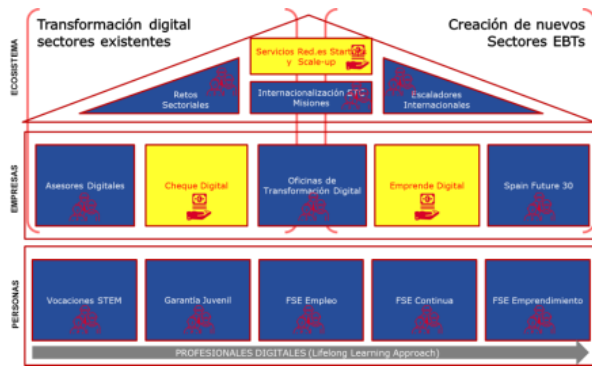 Transformación digital
sectores existentes
Creación de nuevos
Sectores EBTs
ECOSISTEMA
Servicios Red.es Startups
y Scale-up
Retos
Sectoriales
Internacionalización
Misiones
Escaladores
Internacionales
EMPRESAS
Asesores Digitales
Cheque Digital
Oficinas de
Transformación Digital
Emprende Digital
Spain Future 30
PERSONAS
Vocaciones STEM
Garantía Juvenil
FSE Empleo
FSE Continua
FSE Emprendimiento
PROFESIONALES DIGITALES (Lifelong Learning Approach)